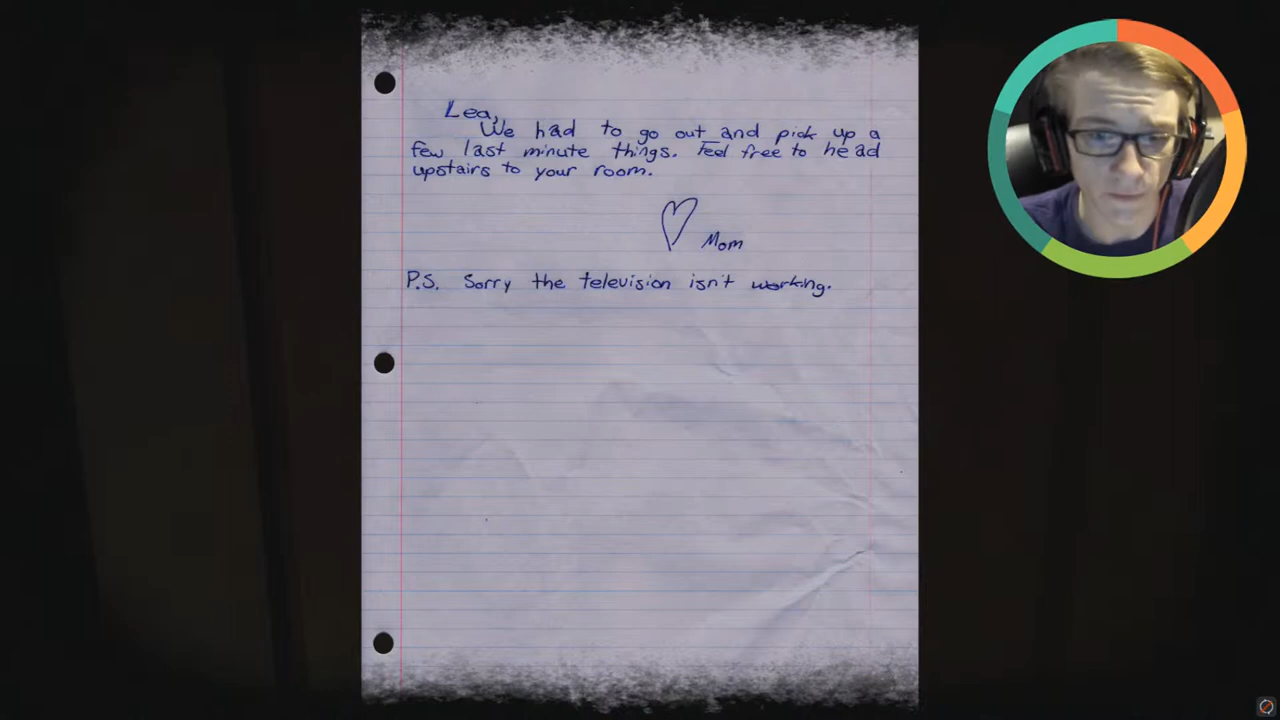 Lea,
We had to go out and pick up a
few last minute things. Feel free to head
upstairs to your room.
Mom
P.S. Sorry the television isn't working.